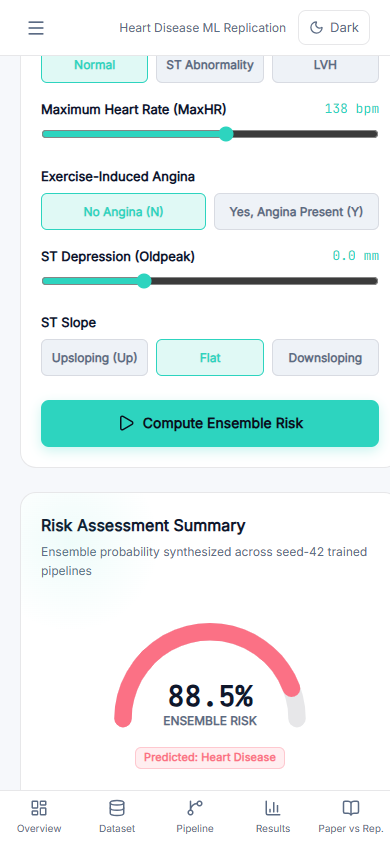 Heart Disease ML Replication
Dark
Normal
ST Abnormality
LVH
Maximum Heart Rate (MaxHR)
138 bpm
Exercise-Induced Angina
No Angina (N)
Yes, Angina Present (Y)
ST Depression (Oldpeak)
0.0 mm
ST Slope
Upsloping (Up)
Flat
Downsloping
Compute Ensemble Risk
Risk Assessment Summary
Ensemble probability synthesized across seed-42 trained
pipelines
88.5%
ENSEMBLE RISK
Predicted: Heart Disease
Overview
Dataset
Pipeline
Results
Paper vs Rep.